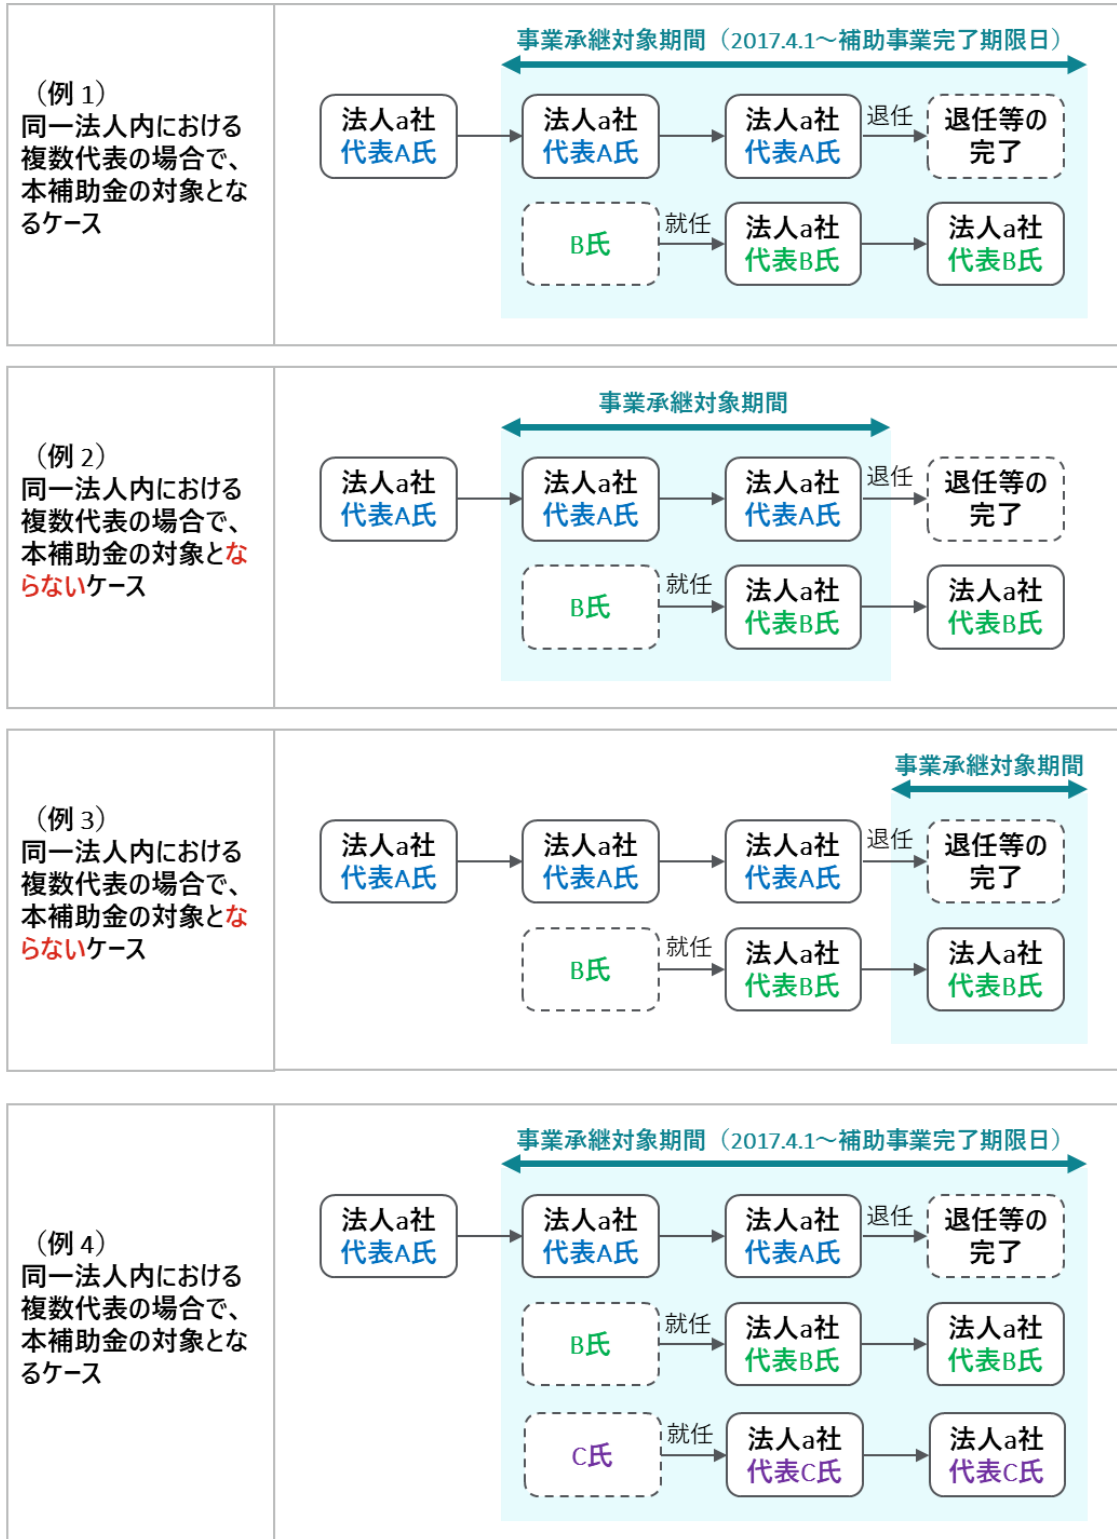 （例 1）
同一法人内における
複数代表の場合で、
本補助金の対象とな
るケース
事業承継対象期間（2017.4.1～補助事業完了期限日）
法人a社
代表A氏
法人a社
代表A氏
法人a社
代表A氏
退任
退任等の
完了
B氏
就任
法人a社
代表B氏
法人a社
代表B氏
（例 2）
同一法人内における
複数代表の場合で、
本補助金の対象とな
らないケース
事業承継対象期間
法人a社
代表A氏
法人a社
代表A氏
法人a社
代表A氏
退任
退任等の
完了
B氏
就任
法人a社
代表B氏
法人a社
代表B氏
（例 3）
同一法人内における
複数代表の場合で、
本補助金の対象とな
らないケース
事業承継対象期間
法人a社
代表A氏
法人a社
代表A氏
法人a社
代表A氏
退任
退任等の
完了
B氏
就任
法人a社
代表B氏
法人a社
代表B氏
（例 4）
同一法人内における
複数代表の場合で、
本補助金の対象とな
るケース
事業承継対象期間（2017.4.1～補助事業完了期限日）
法人a社
代表A氏
法人a社
代表A氏
法人a社
代表A氏
退任
退任等の
完了
B氏
就任
法人a社
代表B氏
法人a社
代表B氏
C氏
就任
法人a社
代表C氏
法人a社
代表C氏